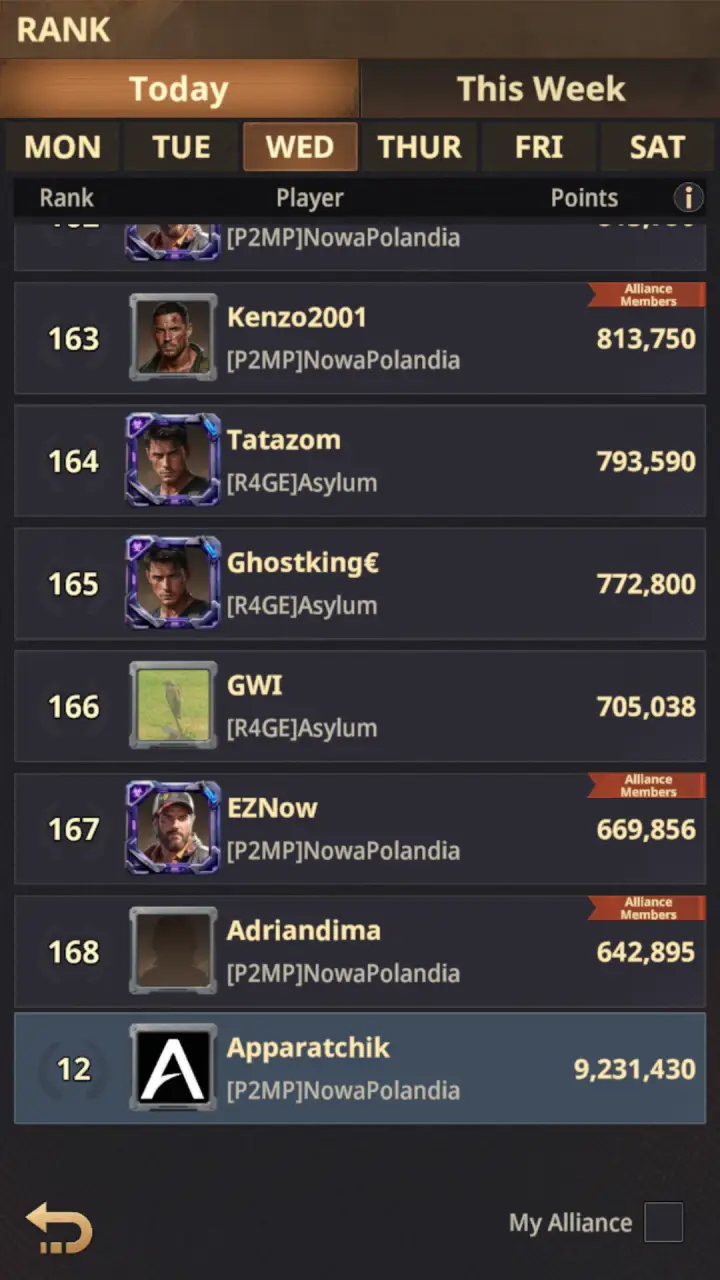 RANK
Today
This Week
MON
TUE
WED
THUR
FRI
SAT
Rank
Player
Points
[P2MP]NowaPolandia
Alliance
Members
163
Kenzo2001
[P2MP]NowaPolandia
813,750
164
Tatazom
[R4GE]Asylum
793,590
165
Ghostking€
[R4GE]Asylum
772,800
166
GWI
[R4GE]Asylum
705,038
Alliance
Members
167
EZNow
[P2MP]NowaPolandia
669,856
Alliance
Members
168
Adriandima
[P2MP]NowaPolandia
642,895
12
Apparatchik
[P2MP]NowaPolandia
9,231,430
My Alliance